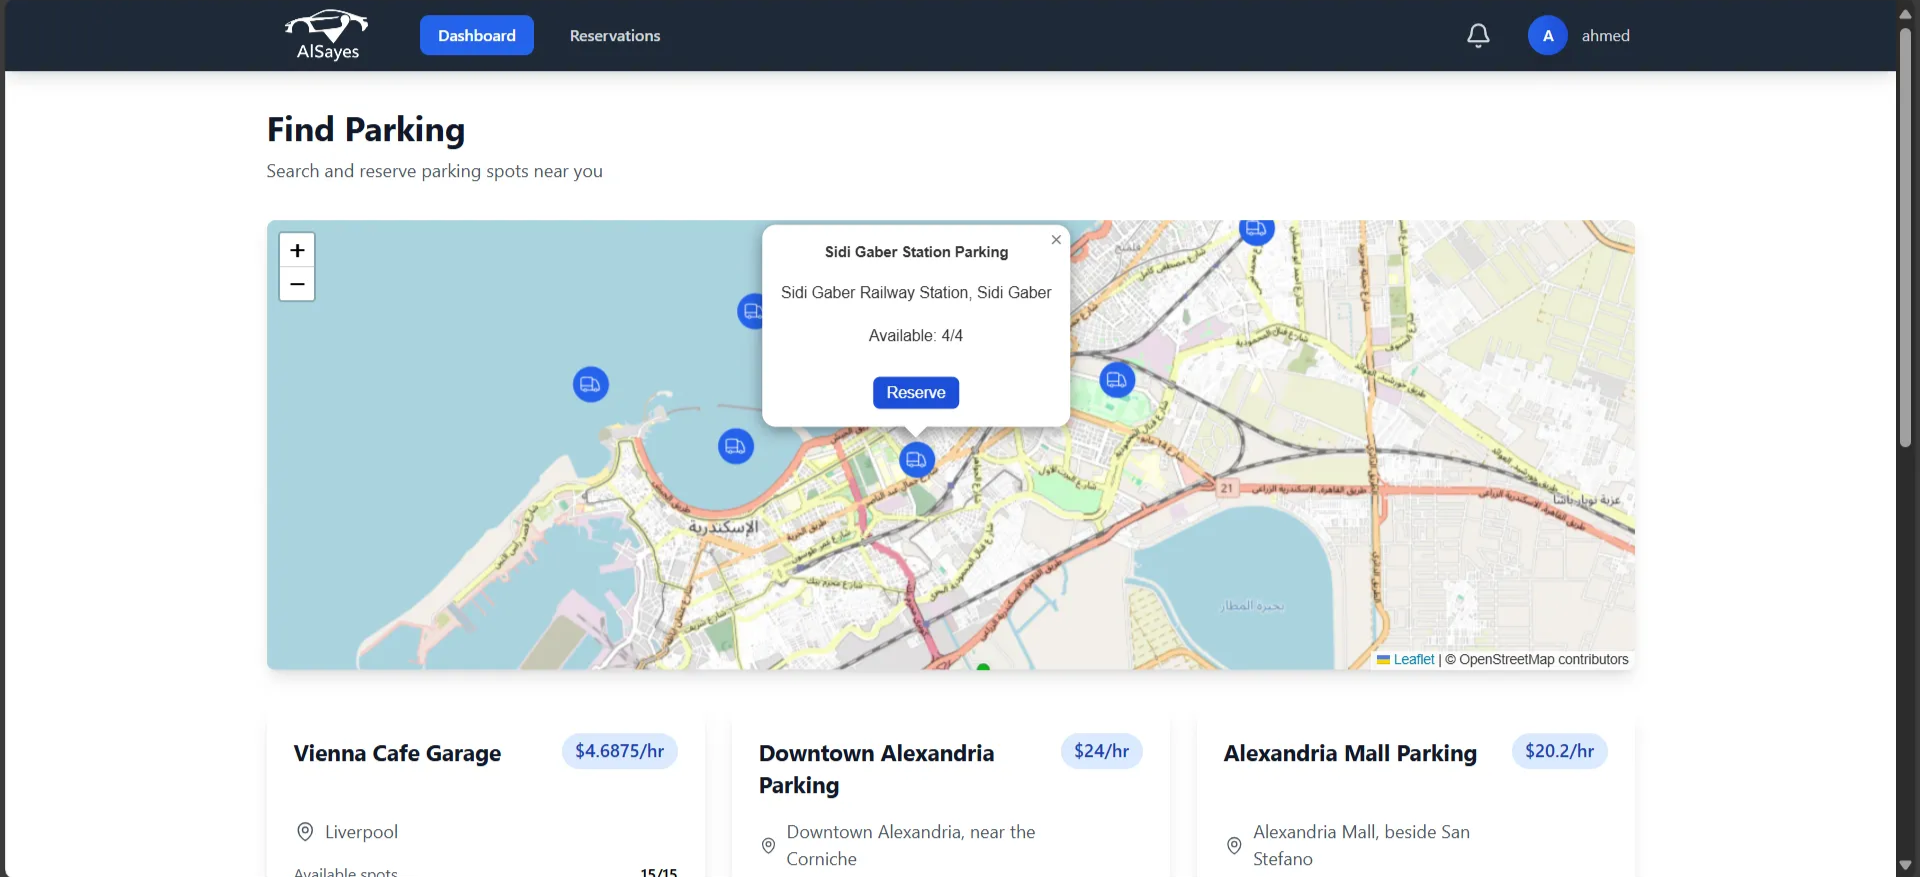 AlSayes
Dashboard
Reservations
A
ahmed
Find Parking
Search and reserve parking spots near you
+
−
×
Sidi Gaber Station Parking
Sidi Gaber Railway Station, Sidi Gaber
Available: 4/4
Reserve
21
الإسكندرية
بحيرة المطار
عزبة نوبار باشا
Leaflet | © OpenStreetMap contributors
Vienna Cafe Garage
$4.6875/hr
Liverpool
Available spots
15/15
Downtown Alexandria
Parking
$24/hr
Downtown Alexandria, near the
Corniche
Alexandria Mall Parking
$20.2/hr
Alexandria Mall, beside San
Stefano